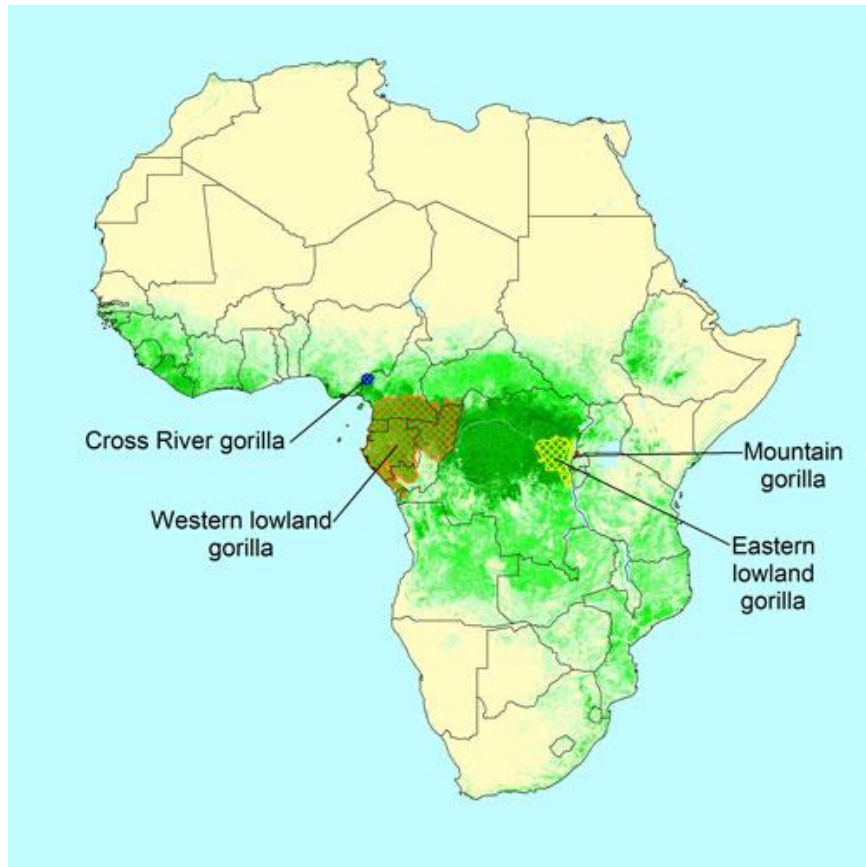 Cross River gorilla
Western lowland
gorilla
Mountain
gorilla
Eastern
lowland
gorilla